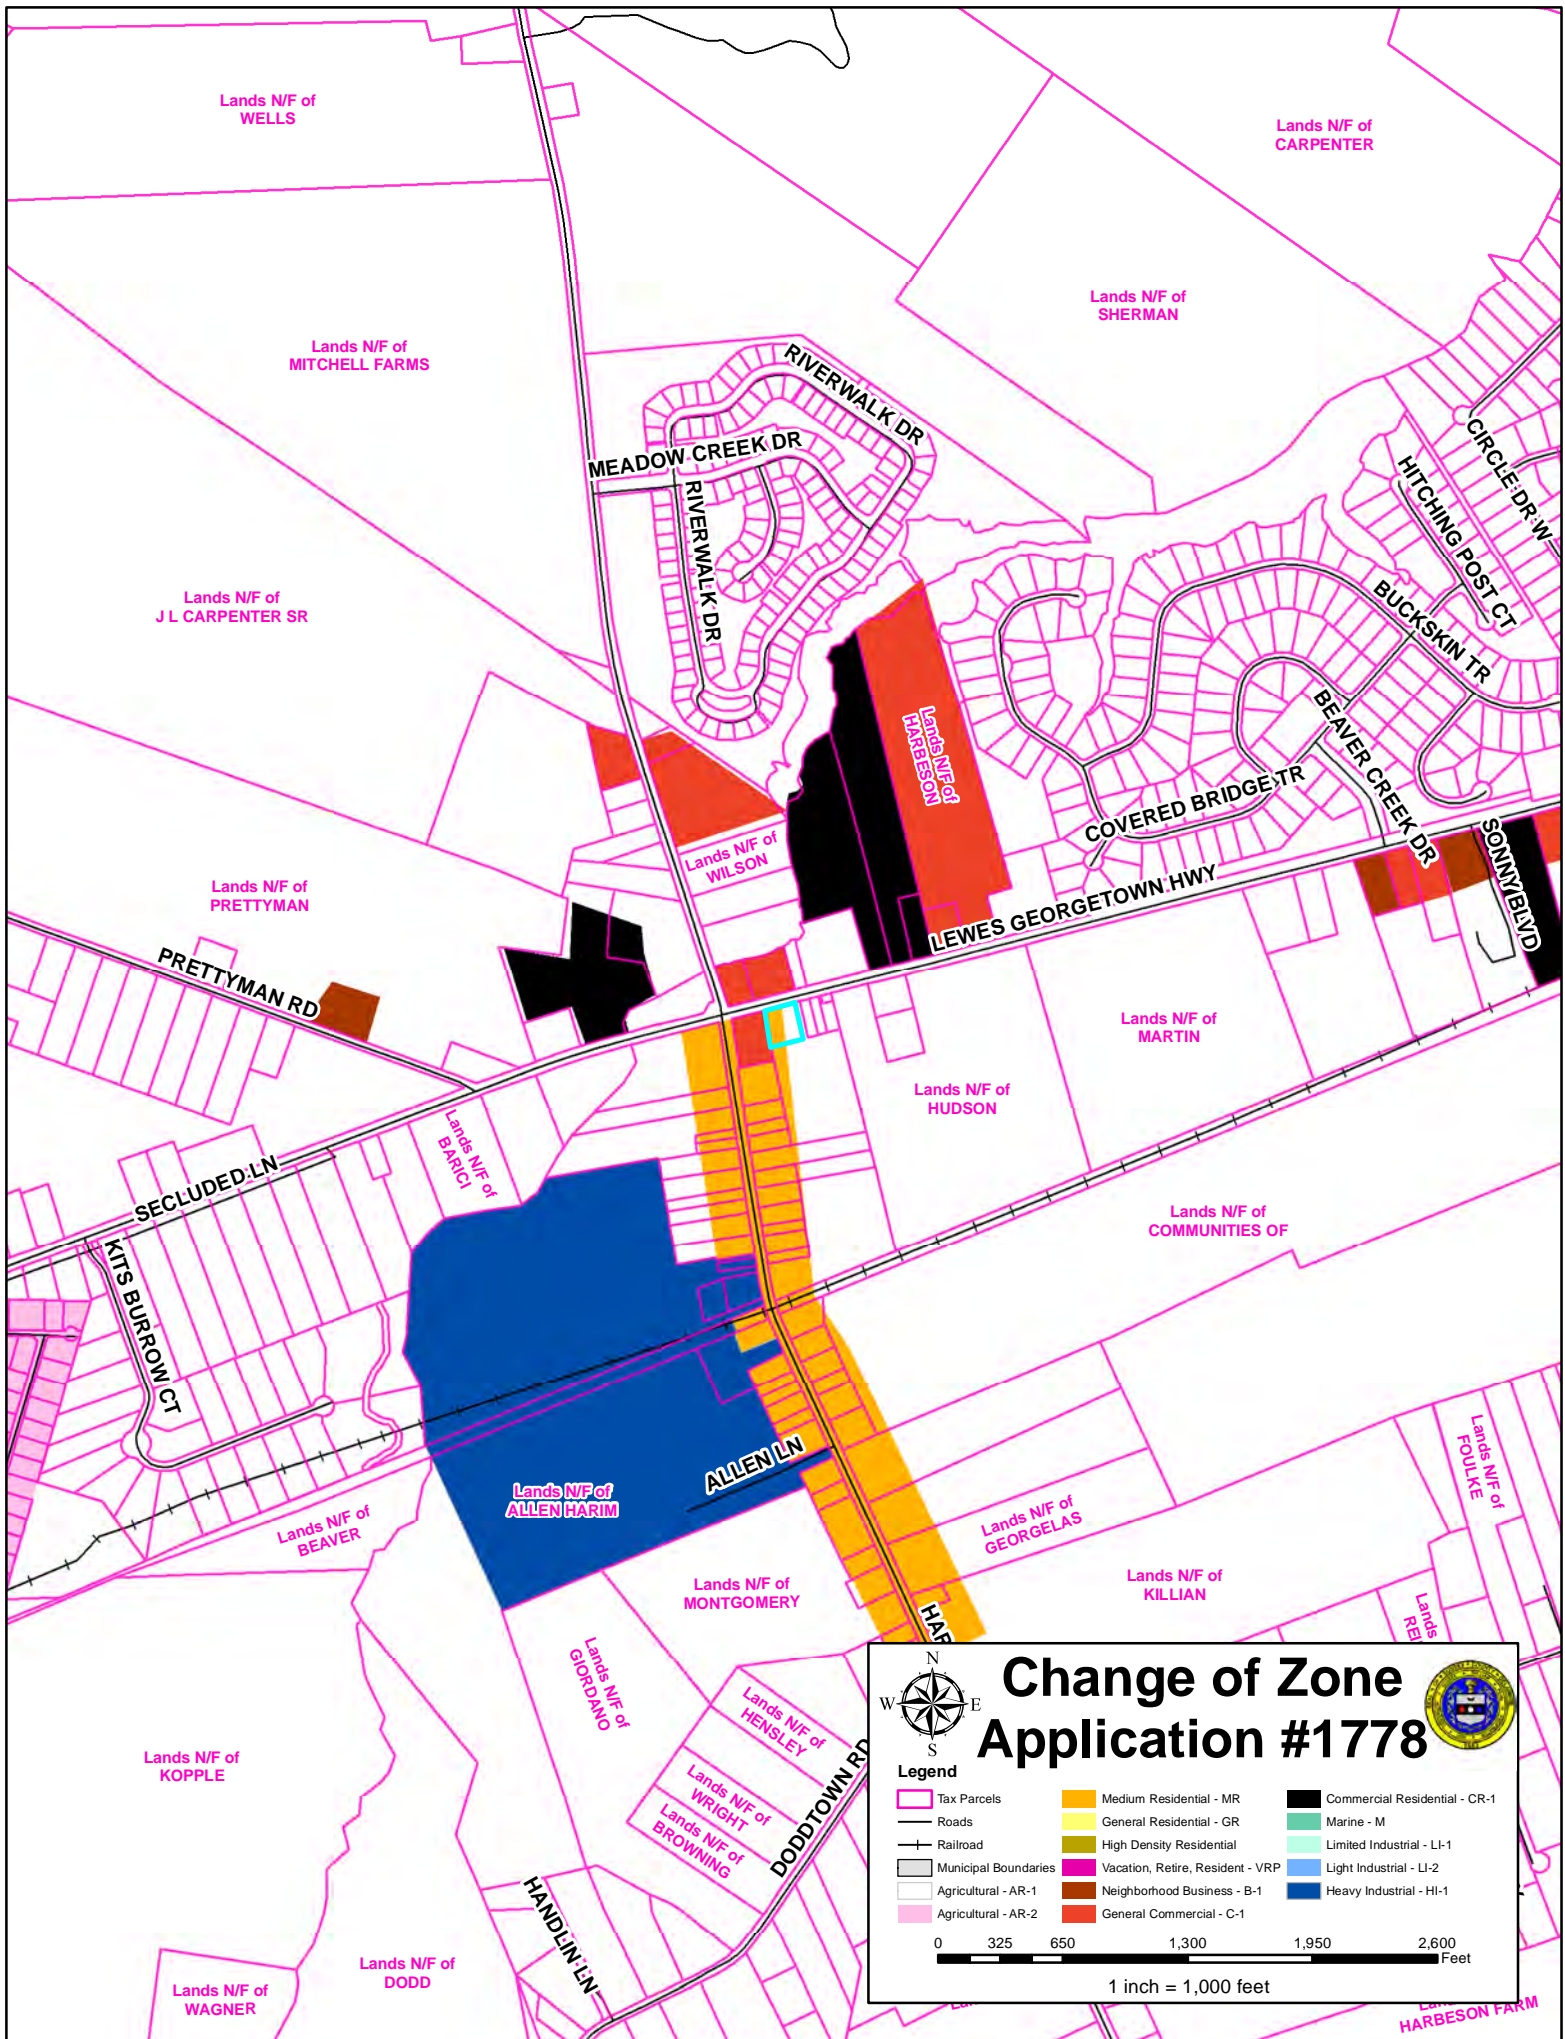 Lands N/F of
WELLS
Lands N/F of
CARPENTER
Lands N/F of
SHERMAN
Lands N/F of
MITCHELL FARMS
RIVERWALK DR
MEADOW CREEK DR
RIVERWALK DR
CIRCLE DR W
HITCHING POST CT
Lands N/F of
J L CARPENTER SR
BUCKSKIN TR
BEAVER CREEK DR
Lands N/F of
HARBESON
COVERED BRIDGE TR
SONNY BLVD
Lands N/F of
WILSON
LEWES GEORGETOWN HWY
Lands N/F of
PRETTYMAN
PRETTYMAN RD
Lands N/F of
MARTIN
Lands N/F of
HUDSON
Lands N/F of
BARICI
SECLUDED LN
Lands N/F of
COMMUNITIES OF
KITS BURROW CT
ALLEN LN
Lands N/F of
ALLEN HARIM
Lands N/F of
BEAVER
Lands N/F of
FOULKE
Lands N/F of
GEORGELAS
Lands N/F of
MONTGOMERY
Lands N/F of
KILLIAN
Lands
REI
HAR
Lands N/F of
GIORDANO
Lands N/F of
HENSLEY
Lands N/F of
WRIGHT
Lands N/F of
BROWNING
DODDTOWN RD
Lands N/F of
KOPPLE
HANDLIN LN
Lands N/F of
DODD
Lands N/F of
WAGNER
N
W
E
S
Change of Zone
Application #1778
Legend
Tax Parcels
Roads
Railroad
Municipal Boundaries
Agricultural - AR-1
Agricultural - AR-2
Medium Residential - MR
General Residential - GR
High Density Residential
Vacation, Retire, Resident - VRP
Neighborhood Business - B-1
General Commercial - C-1
Commercial Residential - CR-1
Marine - M
Limited Industrial - LI-1
Light Industrial - LI-2
Heavy Industrial - HI-1
0 325 650 1,300 1,950 2,600
Feet
1 inch = 1,000 feet
HARBESON FARM